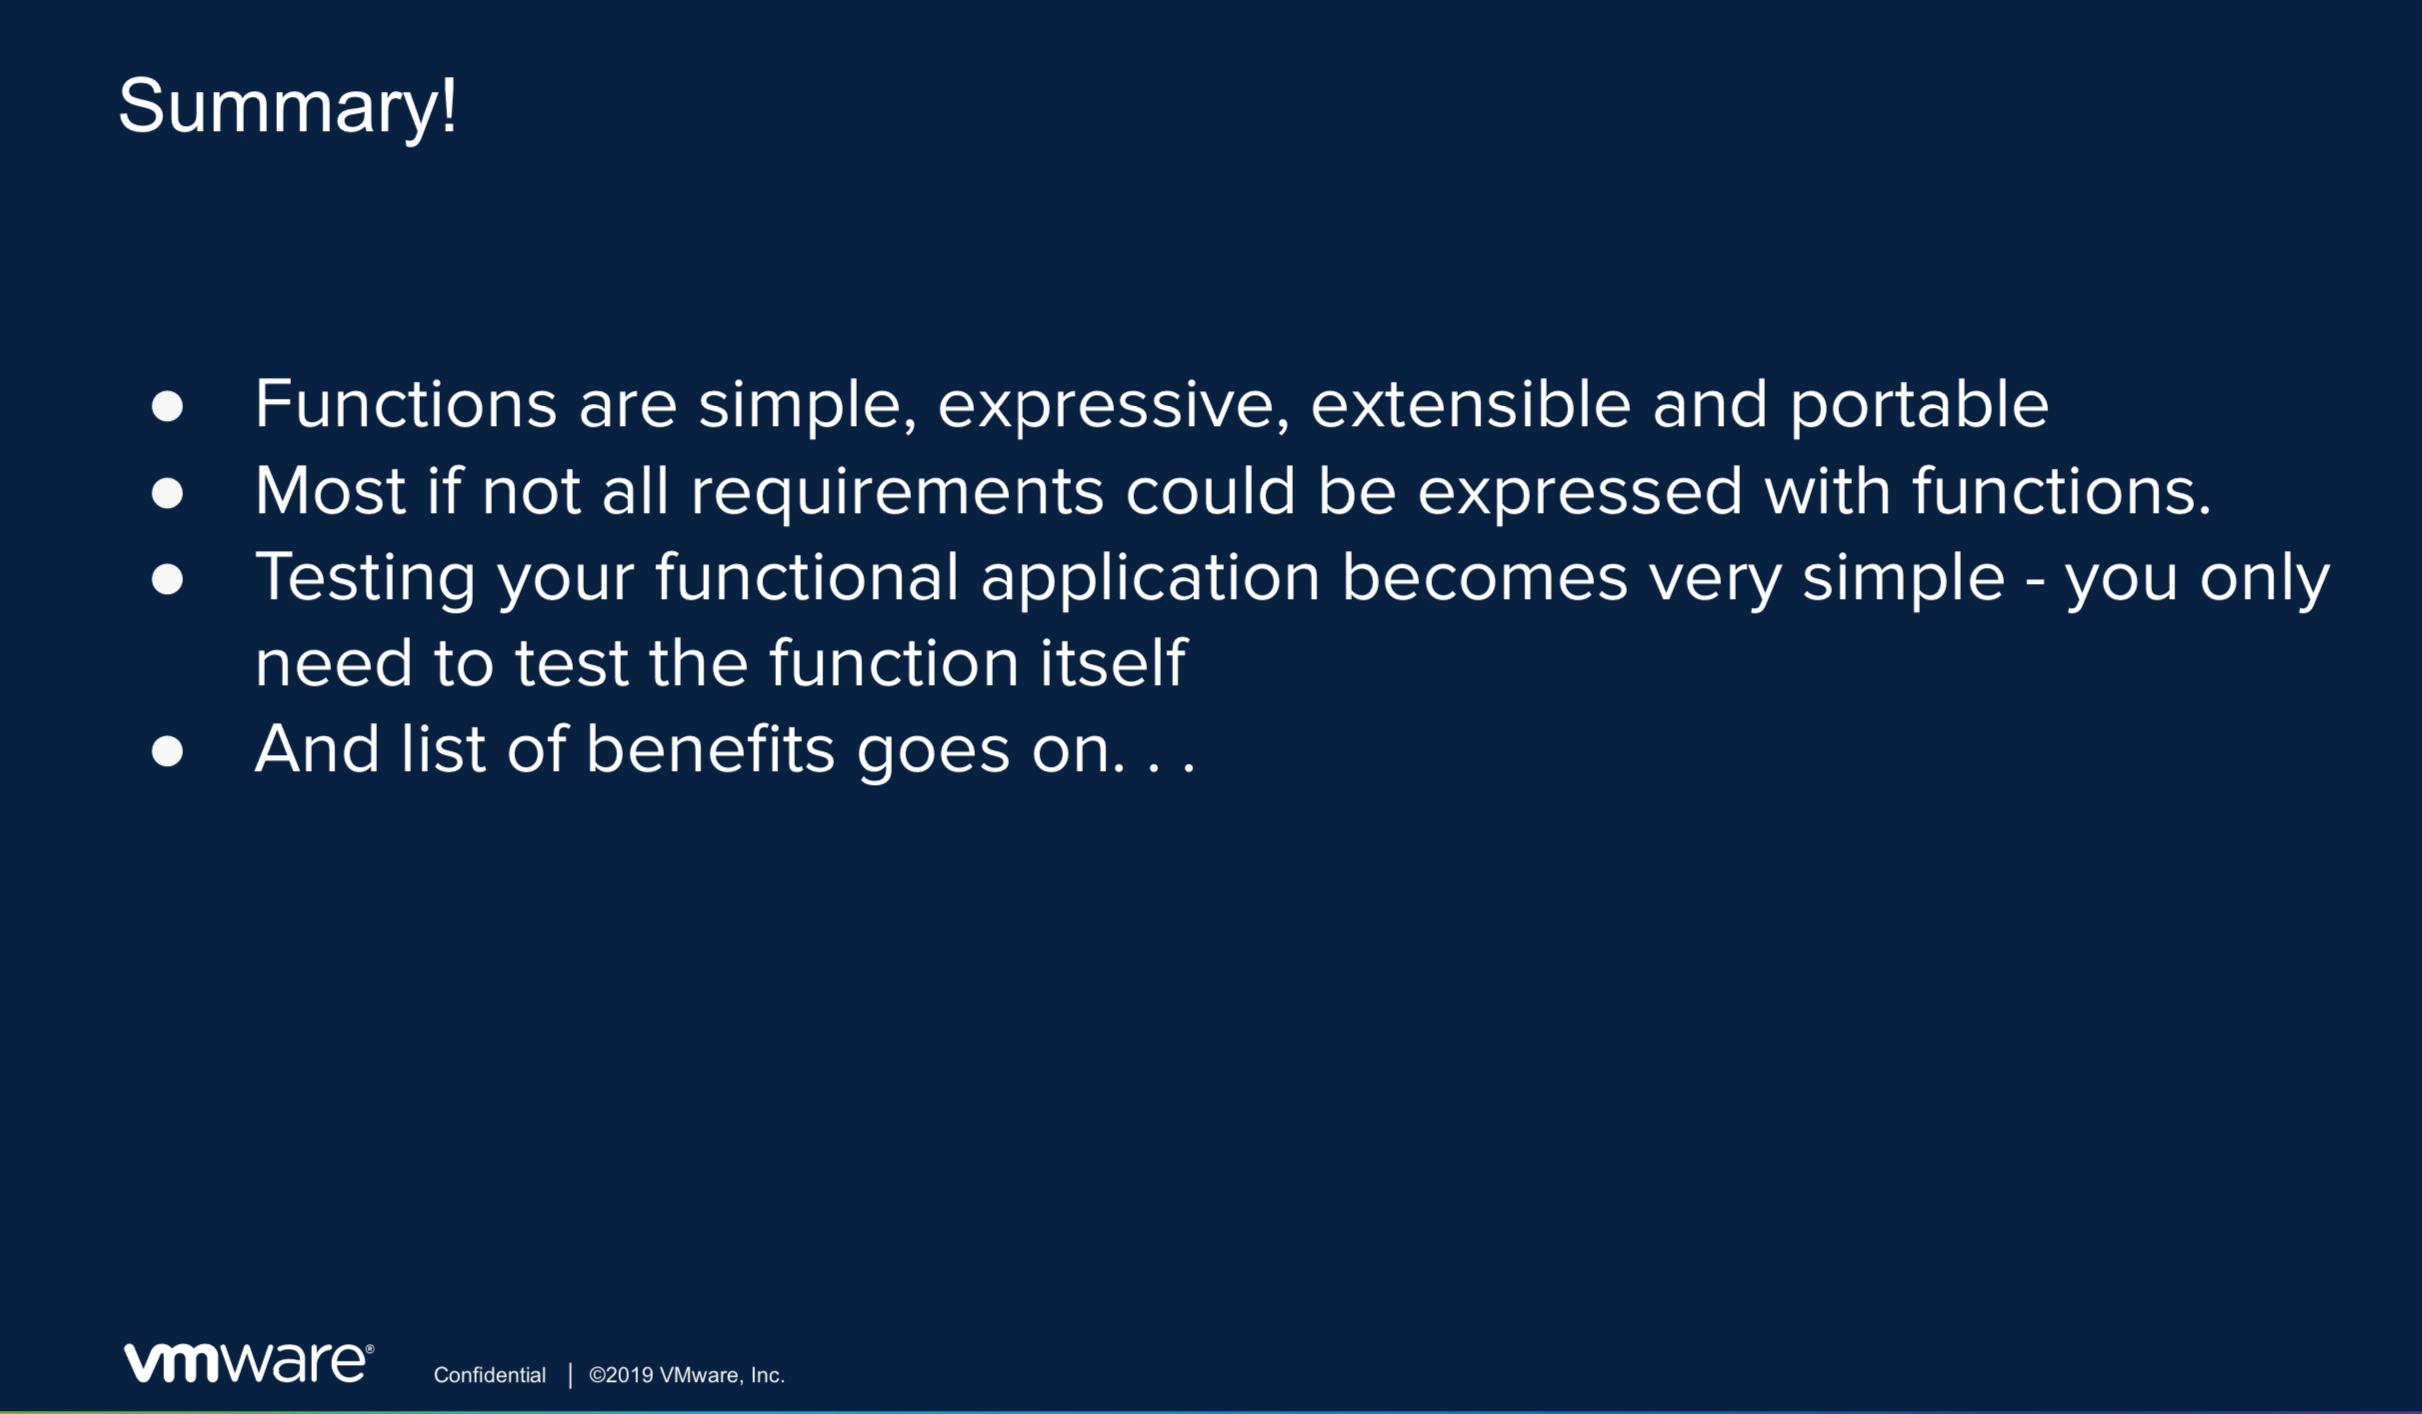 Summary!
● Functions are simple, expressive, extensible and portable
● Most if not all requirements could be expressed with functions.
● Testing your functional application becomes very simple - you only
need to test the function itself
● And list of benefits goes on. . .
vmware® Confidential | ©2019 VMware, Inc.